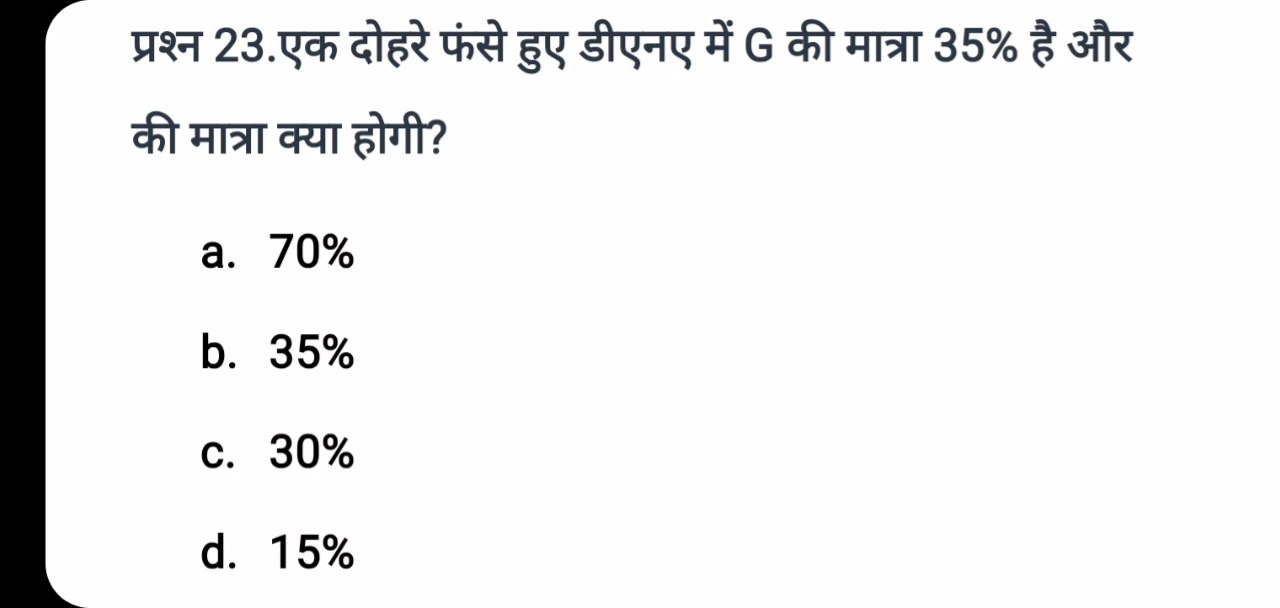 प्रश्न 23.एक दोहरे फंसे हुए डीएनए में G की मात्रा 35% है और
की मात्रा क्या होगी?
a. 70%
b. 35%
c. 30%
d. 15%